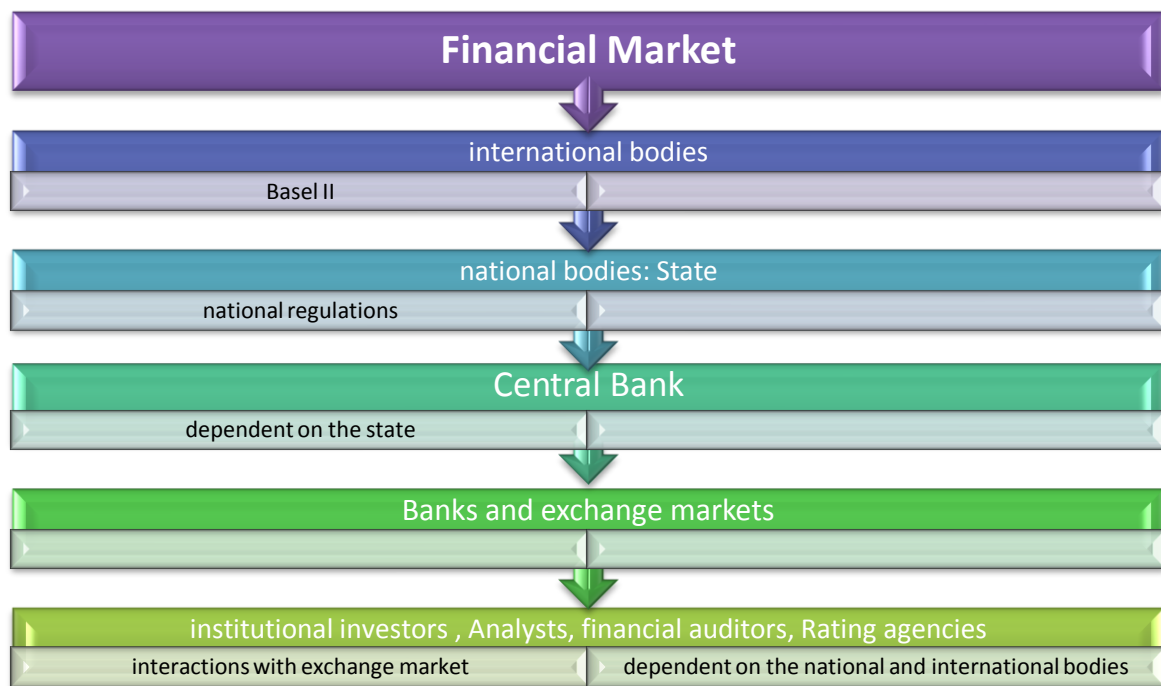 Financial Market
international bodies
Basel II
national bodies: State
national regulations
Central Bank
dependent on the state
Banks and exchange markets
institutional investors , Analysts, financial auditors, Rating agencies
interactions with exchange market
dependent on the national and international bodies